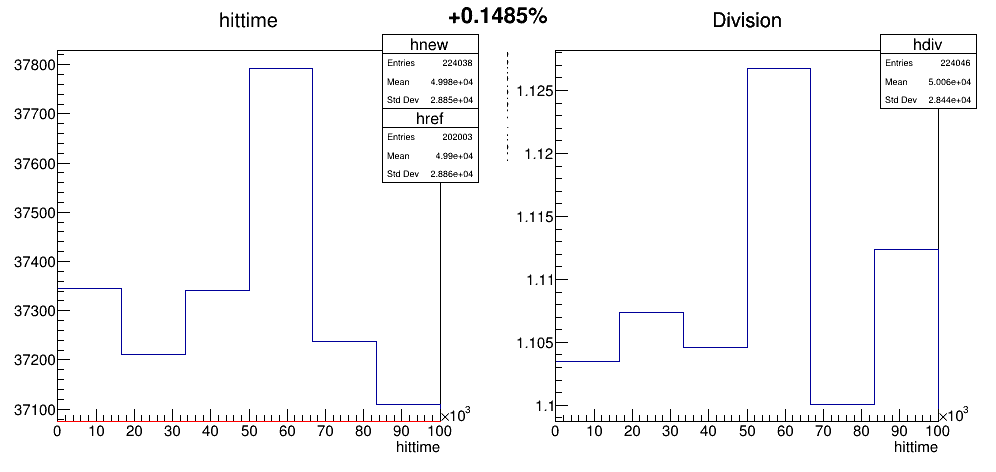 +0.1485%
hittime
hnew
Entries 224038
Mean 4.998e+04
Std Dev 2.885e+04
href
Entries 202003
Mean 4.99e+04
Std Dev 2.886e+04
37800
37700
37600
37500
37400
37300
37200
37100
0 10 20 30 40 50 60 70 80 90 100
×10³
hittime
Division
hdiv
Entries 224046
Mean 5.006e+04
Std Dev 2.844e+04
1.125
1.12
1.115
1.11
1.105
1.1
0 10 20 30 40 50 60 70 80 90 100
×10³
hittime